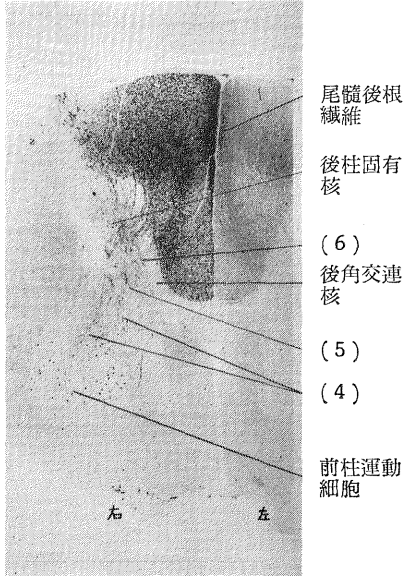 尾髄後根
繊維
後柱固有
核
(6)
後角交連
核
(5)
(4)
前柱運動
細胞
右
左